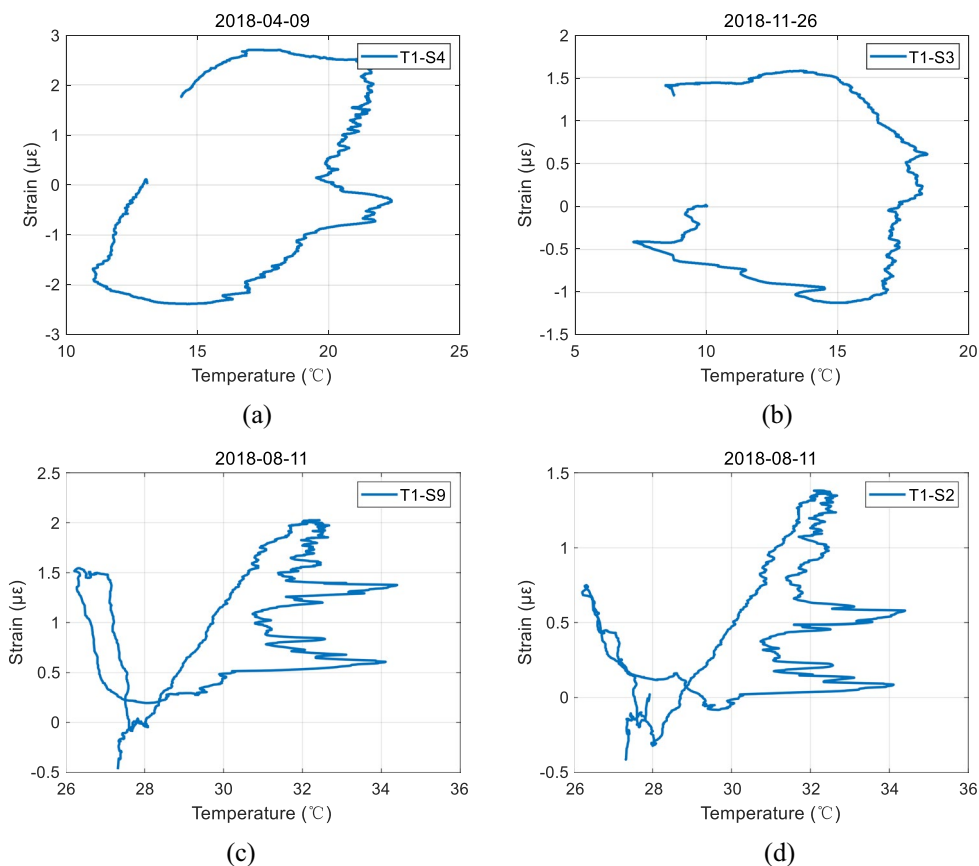 2018-04-09
T1-S4
Strain (με)
3
2
1
0
-1
-2
-3
10 15 20 25
Temperature (℃)
(a)
2018-11-26
T1-S3
Strain (με)
2
1.5
1
0.5
0
-0.5
-1
-1.5
5 10 15 20
Temperature (℃)
(b)
2018-08-11
T1-S9
Strain (με)
2.5
2
1.5
1
0.5
0
-0.5
26 28 30 32 34 36
Temperature (℃)
(c)
2018-08-11
T1-S2
Strain (με)
1.5
1
0.5
0
-0.5
26 28 30 32 34 36
Temperature (℃)
(d)